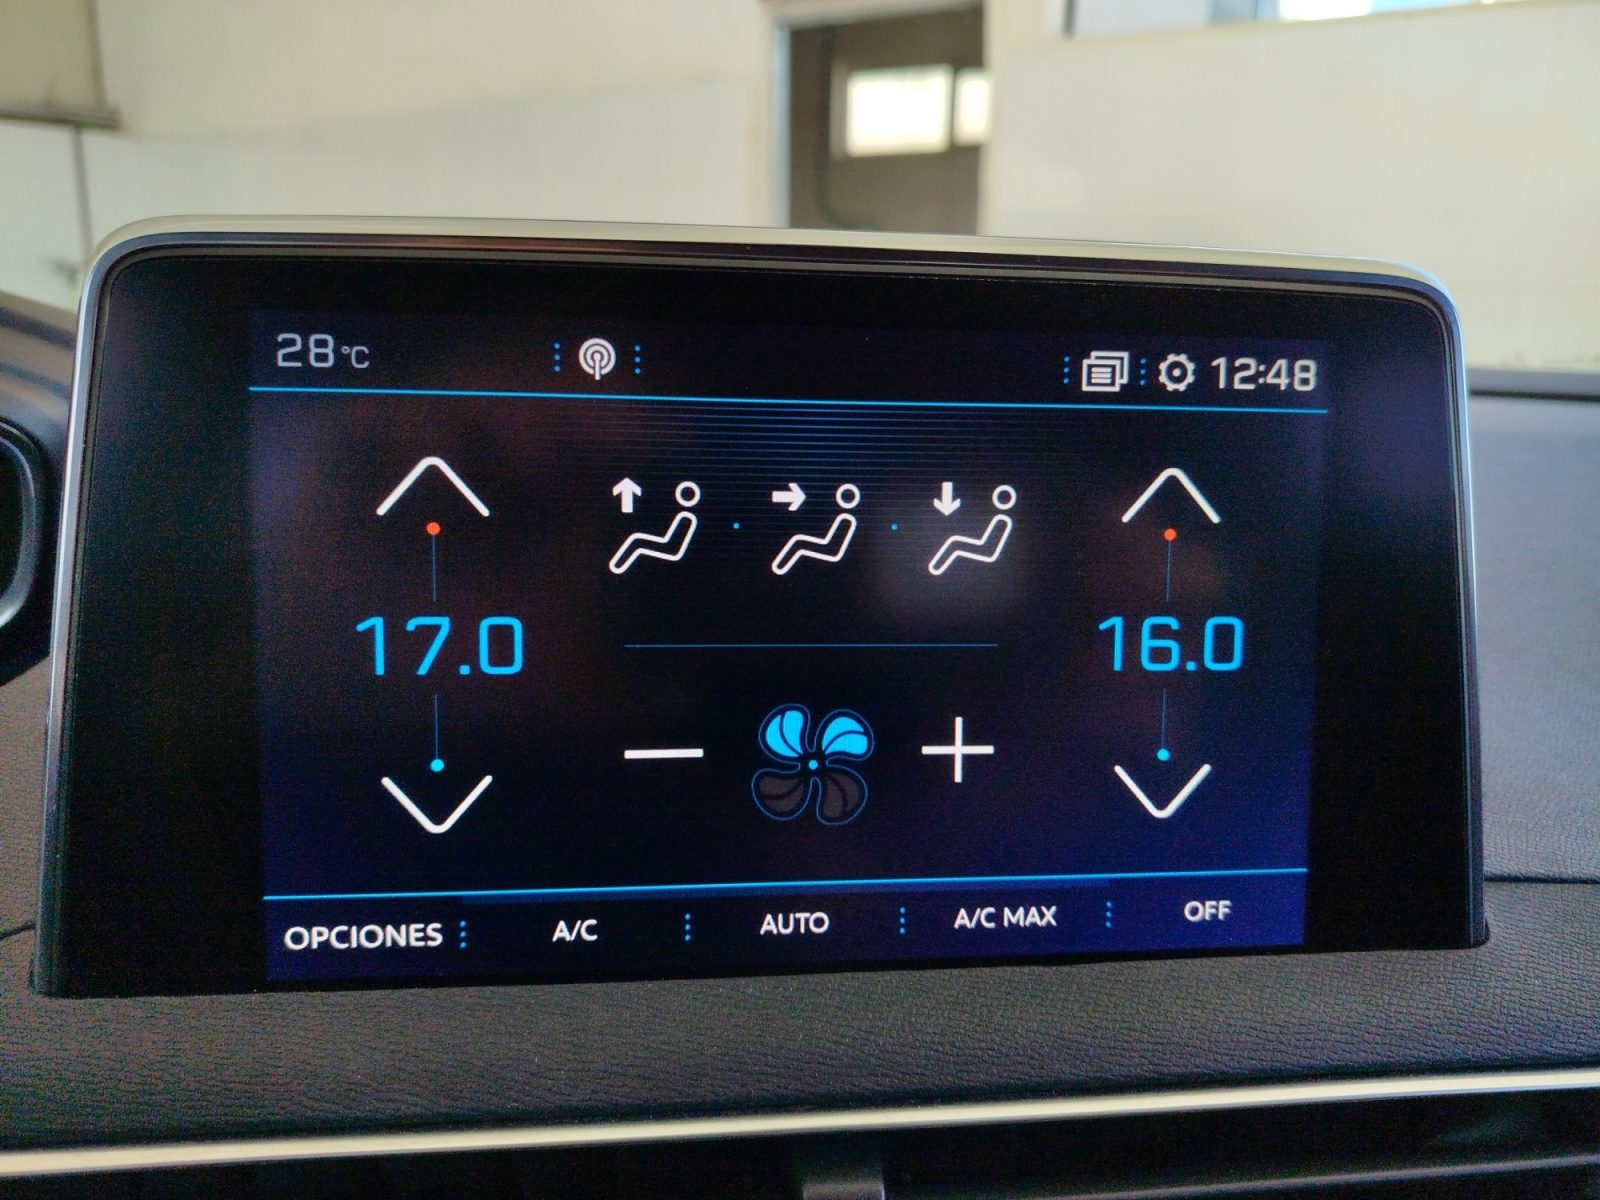 28°C
12:48
17.0
16.0
OPCIONES
A/C
AUTO
A/C MAX
OFF